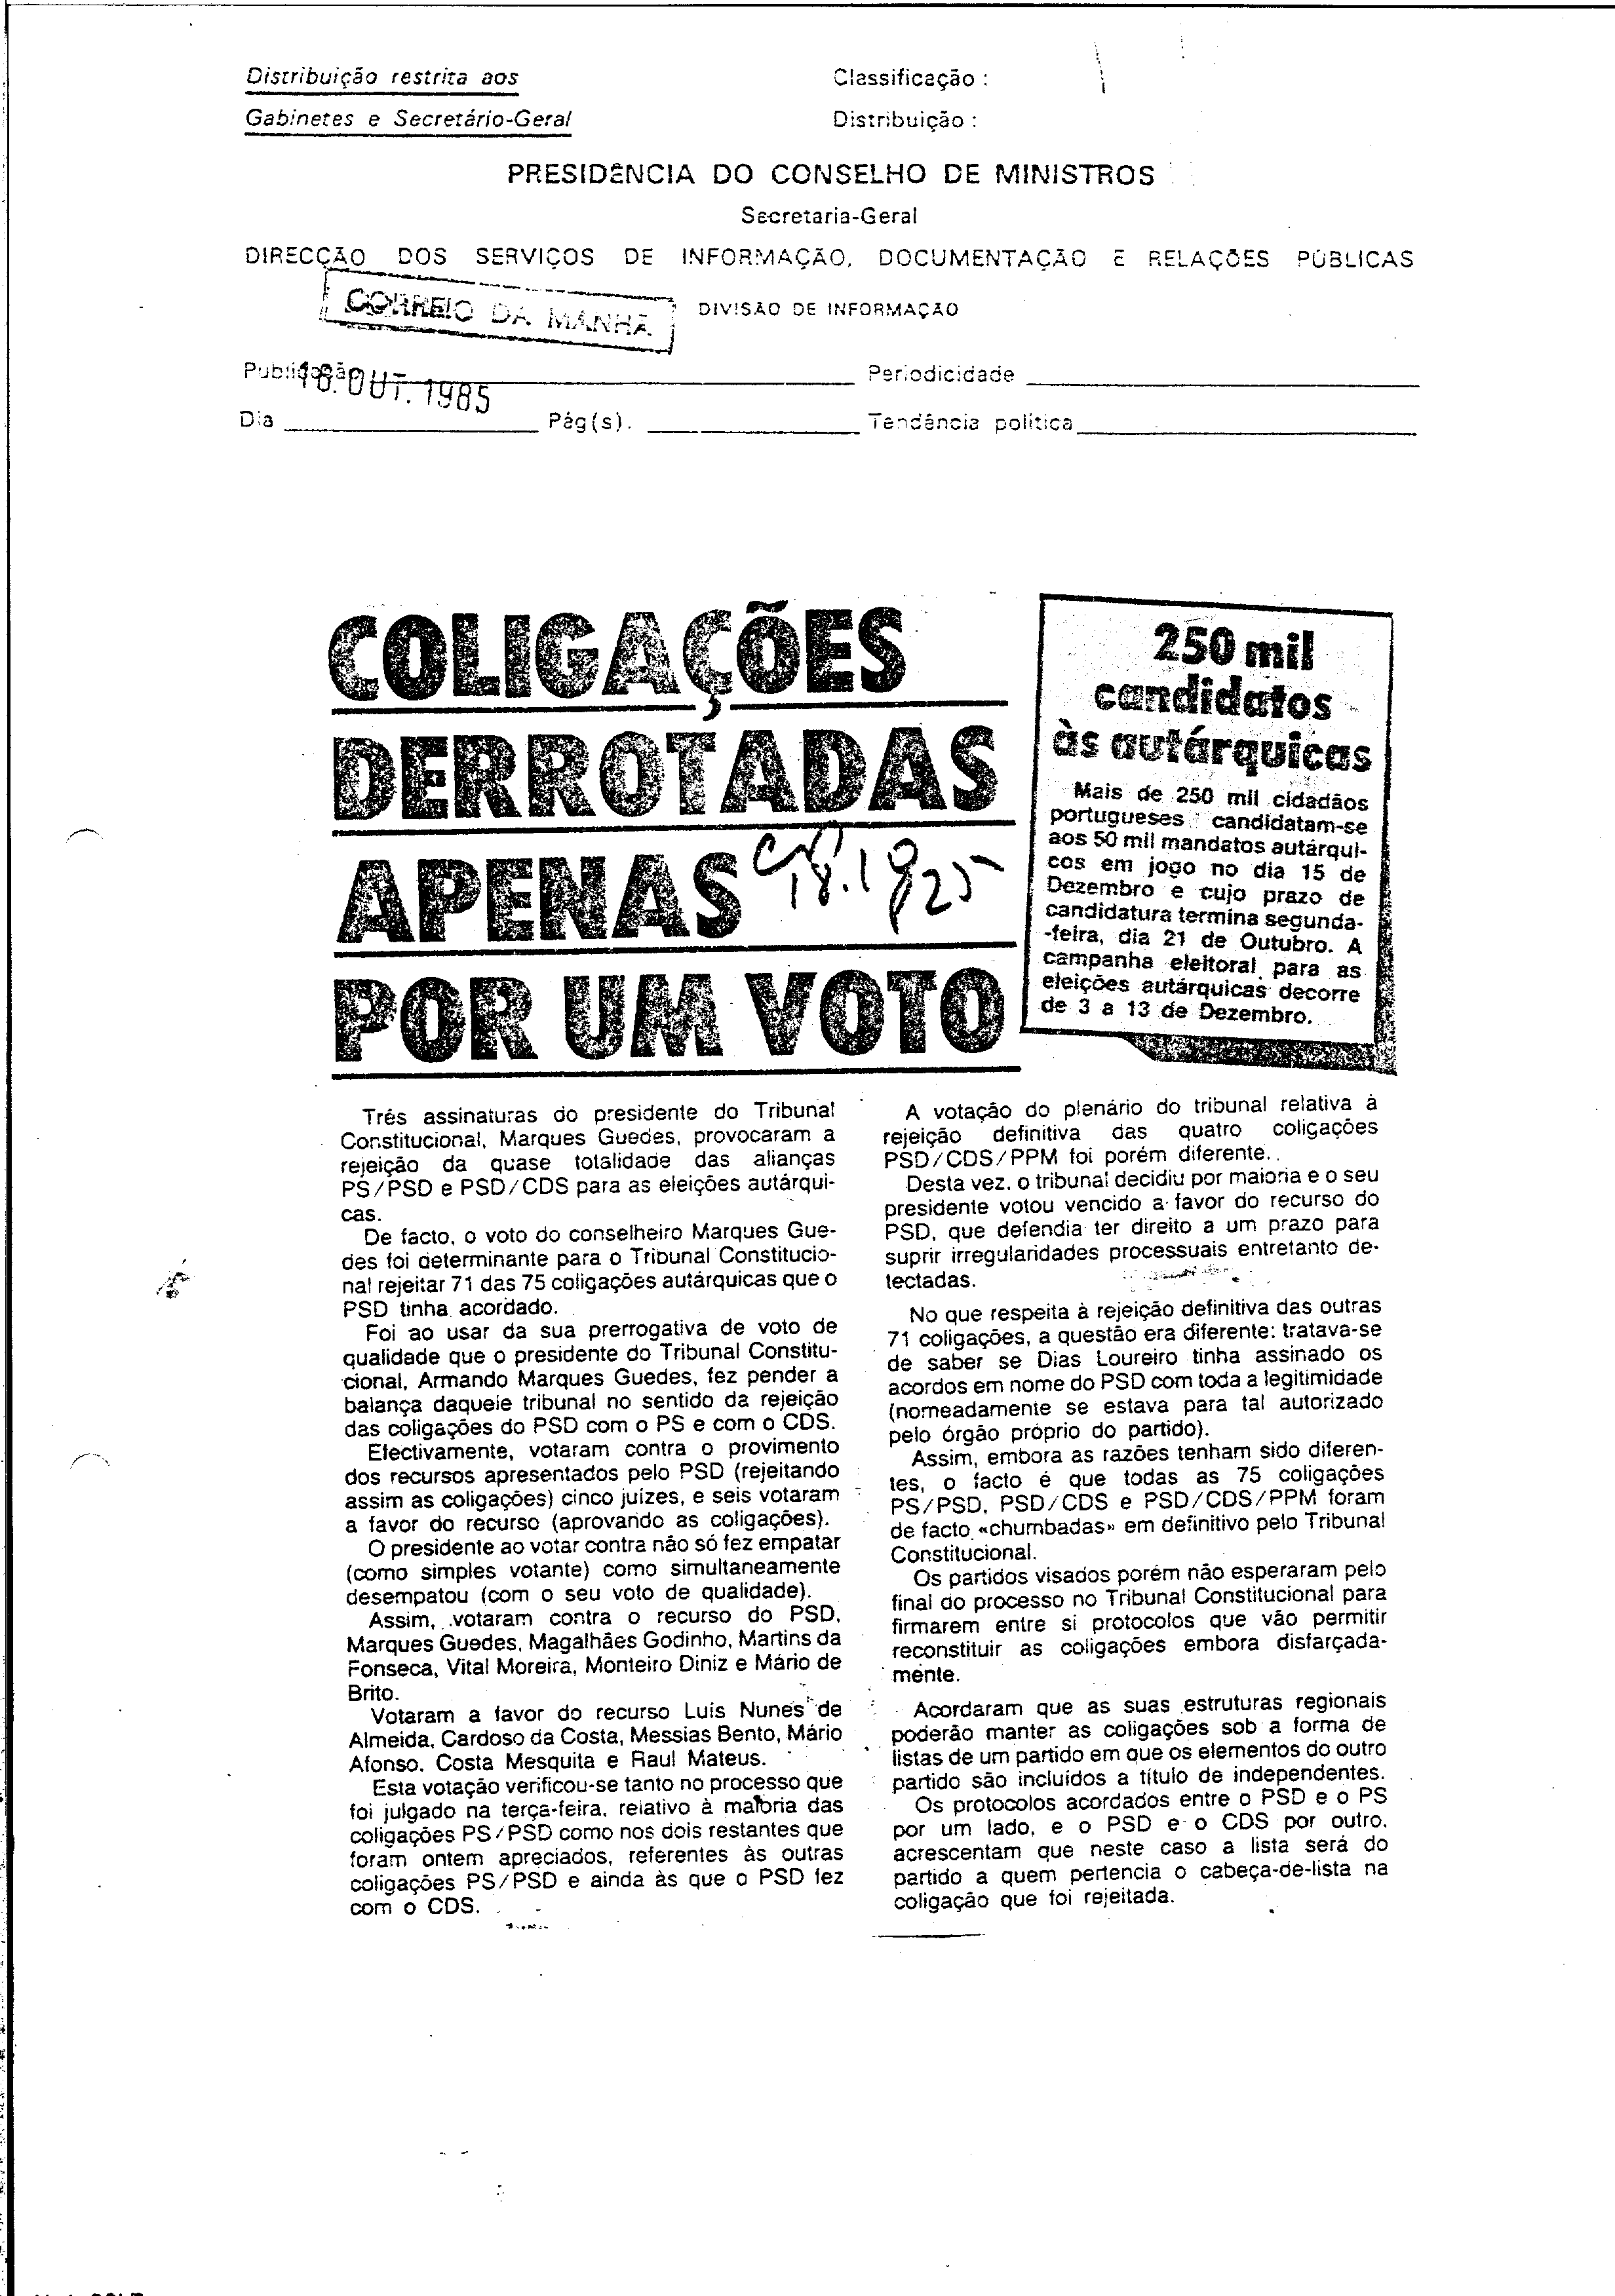 Distribuição restrita aos
Gabinetes e Secretário-Geral
Classificação :
Distribuição :
PRESIDÊNCIA DO CONSELHO DE MINISTROS
Secretaria-Geral
DIRECÇÃO DOS SERVIÇOS DE INFORMAÇÃO, DOCUMENTAÇÃO E RELAÇÕES PÚBLICAS
CORREIO DA MANHÃ
DIVISÃO DE INFORMAÇÃO
Publicação
Periodicidade
OUT. 1985
Dia
Pág(s).
Tendência política
COLIGAÇÕES
DERROTADAS
APENAS
POR UM VOTO
250 mil
candidatos
às autárquicas
Mais de 250 mil cidadãos
portugueses candidatam-se
aos 50 mil mandatos autárqui-
cos em jogo no dia 15 de
Dezembro e cujo prazo de
candidatura termina segunda-
-feira, dia 21 de Outubro. A
campanha eleitoral para as
eleições autárquicas decorre
de 3 a 13 de Dezembro.
Três assinaturas do presidente do Tribunal
Constitucional, Marques Guedes, provocaram a
rejeição da quase totalidade das alianças
PS/PSD e PSD/CDS para as eleições autárqui-
cas.
De facto, o voto do conselheiro Marques Gue-
des foi determinante para o Tribunal Constitucio-
nal rejeitar 71 das 75 coligações autárquicas que o
PSD tinha acordado.
Foi ao usar da sua prerrogativa de voto de
qualidade que o presidente do Tribunal Constitu-
cional, Armando Marques Guedes, fez pender a
balança daquele tribunal no sentido da rejeição
das coligações do PSD com o PS e com o CDS.
Efectivamente, votaram contra o provimento
dos recursos apresentados pelo PSD (rejeitando
assim as coligações) cinco juízes, e seis votaram
a favor do recurso (aprovando as coligações).
O presidente ao votar contra não só fez empatar
(como simples votante) como simultaneamente
desempatou (com o seu voto de qualidade).
Assim, votaram contra o recurso do PSD,
Marques Guedes, Magalhães Godinho, Martins da
Fonseca, Vital Moreira, Monteiro Diniz e Mário de
Brito.
Votaram a favor do recurso Luís Nunes de
Almeida, Cardoso da Costa, Messias Bento, Mário
Afonso, Costa Mesquita e Raul Mateus.
Esta votação verificou-se tanto no processo que
foi julgado na terça-feira, relativo à maioria das
coligações PS/PSD como nos dois restantes que
foram ontem apreciados, referentes às outras
coligações PS/PSD e ainda às que o PSD fez
com o CDS.
A votação do plenário do tribunal relativa à
rejeição definitiva das quatro coligações
PSD/CDS/PPM foi porém diferente.
Desta vez, o tribunal decidiu por maioria e o seu
presidente votou vencido a favor do recurso do
PSD, que defendia ter direito a um prazo para
suprir irregularidades processuais entretanto de-
tectadas.
No que respeita à rejeição definitiva das outras
71 coligações, a questão era diferente: tratava-se
de saber se Dias Loureiro tinha assinado os
acordos em nome do PSD com toda a legitimidade
(nomeadamente se estava para tal autorizado
pelo órgão próprio do partido).
Assim, embora as razões tenham sido diferen-
tes, o facto é que todas as 75 coligações
PS/PSD, PSD/CDS e PSD/CDS/PPM foram
de facto «chumbadas» em definitivo pelo Tribunal
Constitucional.
Os partidos visados porém não esperaram pelo
final do processo no Tribunal Constitucional para
firmarem entre si protocolos que vão permitir
reconstituir as coligações embora disfarçada-
mente.
Acordaram que as suas estruturas regionais
poderão manter as coligações sob a forma de
listas de um partido em que os elementos do outro
partido são incluídos a título de independentes.
Os protocolos acordados entre o PSD e o PS
por um lado, e o PSD e o CDS por outro,
acrescentam que neste caso a lista será do
partido a quem pertencia o cabeça-de-lista na
coligação que foi rejeitada.